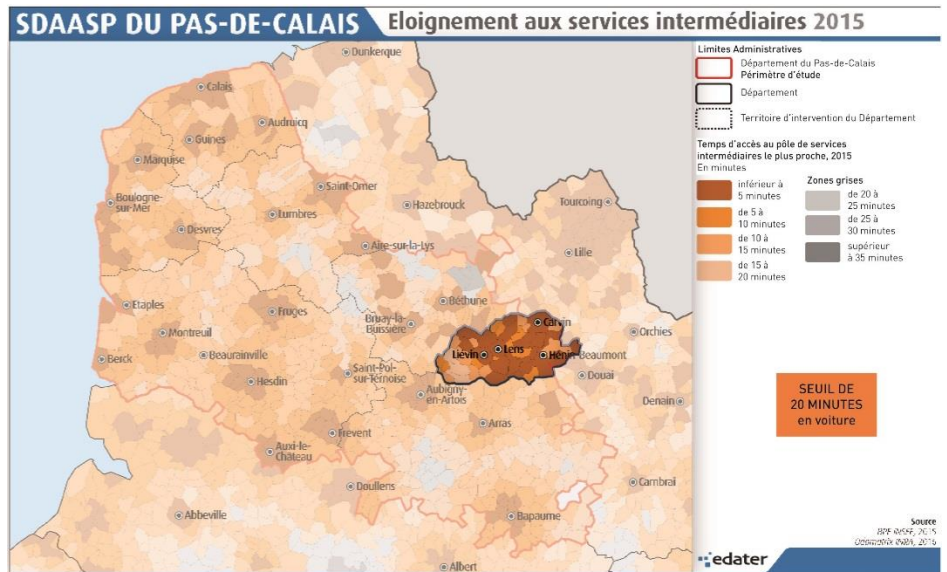 SDAASP DU PAS-DE-CALAIS
Eloignement aux services intermédiaires 2015
Limites Administratives
Département du Pas-de-Calais
Périmètre d'étude
Département
Territoire d'intervention du Département
Temps d'accès au pôle de services
intermédiaires le plus proche, 2015
En minutes
inférieur à
5 minutes
de 5 à
10 minutes
de 10 à
15 minutes
de 15 à
20 minutes
Zones grises
de 20 à
25 minutes
de 25 à
30 minutes
supérieur
à 35 minutes
SEUIL DE
20 MINUTES
en voiture
Source
BPE INSEE, 2015
Odomatrix INRA, 2016
edater
Dunkerque
Calais
Audruicq
Guines
Marquise
Saint-Omer
Boulogne-
sur-Mer
Lumbres
Hazebrouck
Tourcoing
Desvres
Aire-sur-la-Lys
Lille
Etaples
Fruges
Béthune
Bruay-la-
Buissière
Montreuil
Carvin
Orchies
Berck
Beaurainville
Liévin
Lens
Hénin-Beaumont
Saint-Pol-
sur-Ternoise
Hesdin
Aubigny-
en-Artois
Douai
Denain
Arras
Frévent
Auxi-le-
Château
Doullens
Cambrai
Abbeville
Bapaume
Albert